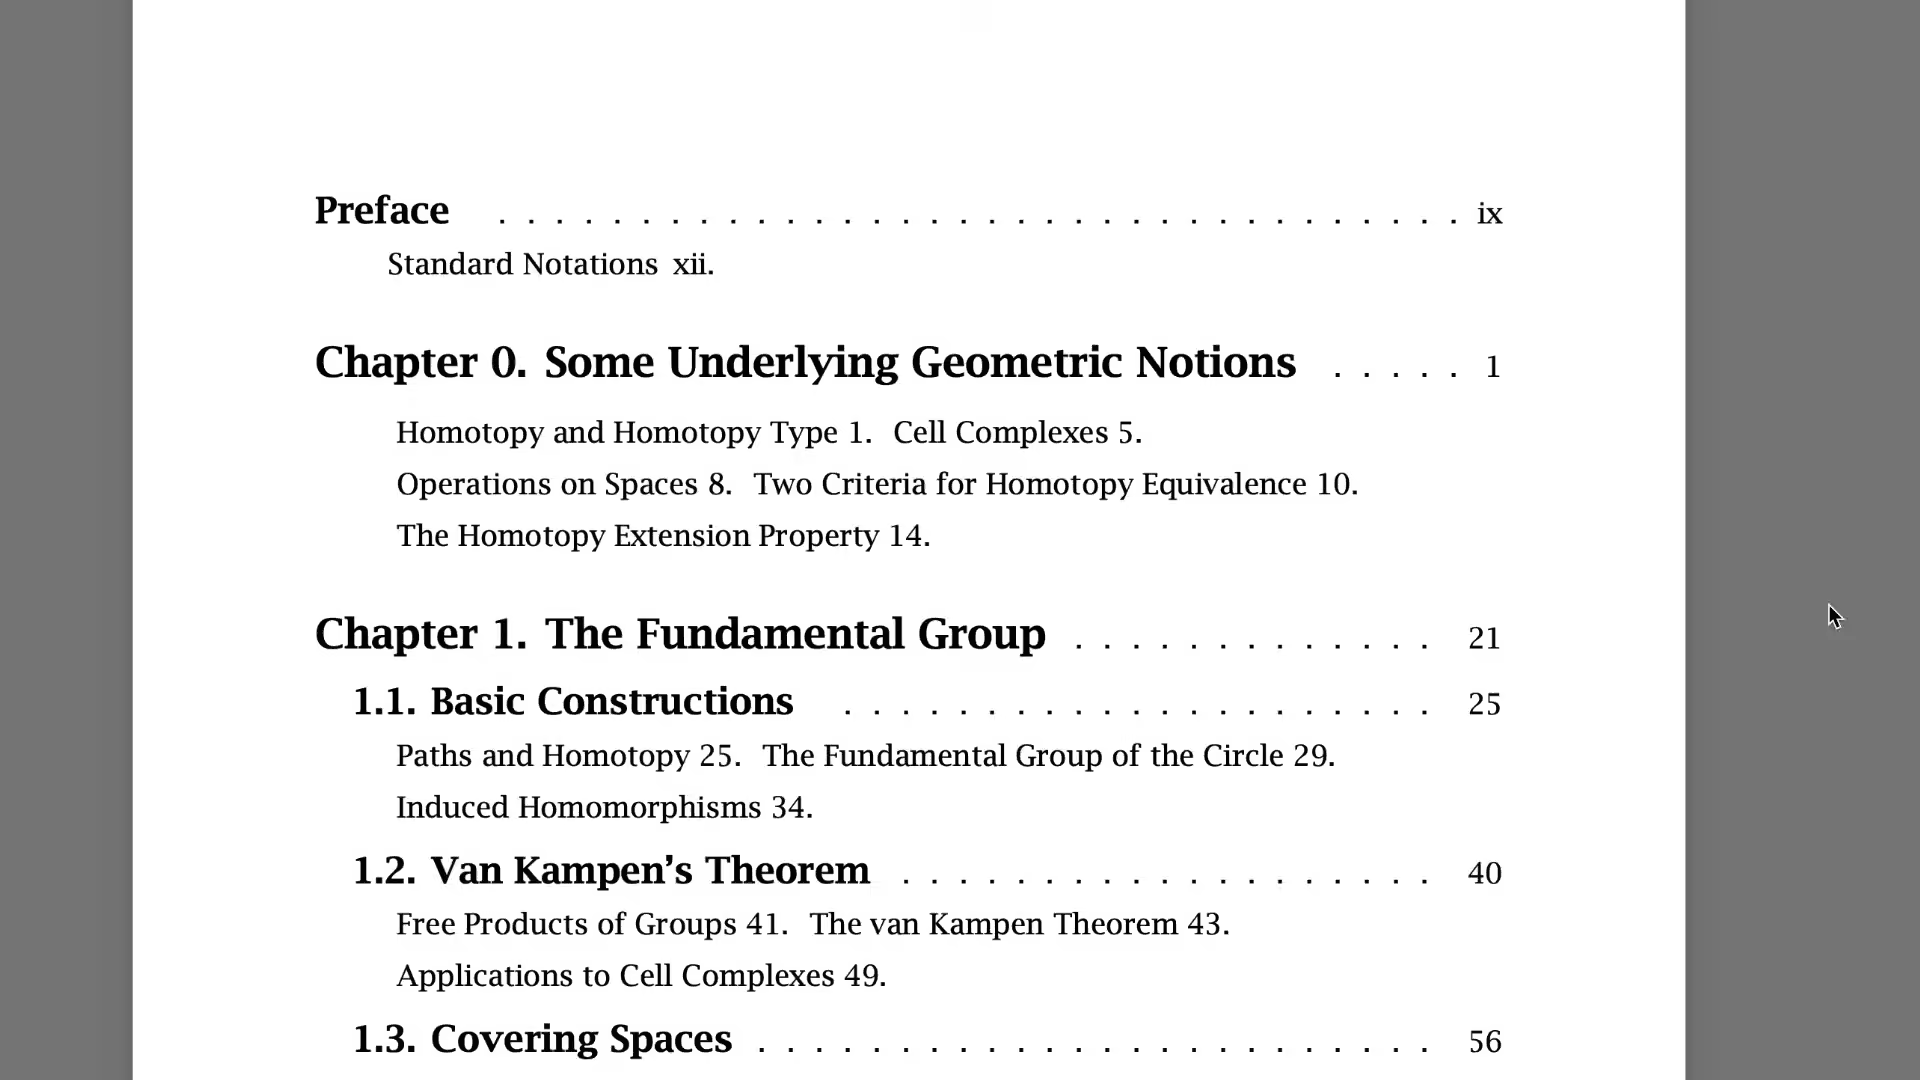 Preface . . . . . . . . . . . . . . . . . . . . . . . . . . . . . . . . . . ix
Standard Notations xii.
Chapter 0. Some Underlying Geometric Notions . . . . . 1
Homotopy and Homotopy Type 1. Cell Complexes 5.
Operations on Spaces 8. Two Criteria for Homotopy Equivalence 10.
The Homotopy Extension Property 14.
Chapter 1. The Fundamental Group . . . . . . . . . . . . . 21
1.1. Basic Constructions . . . . . . . . . . . . . . . . . . . . . 25
Paths and Homotopy 25. The Fundamental Group of the Circle 29.
Induced Homomorphisms 34.
1.2. Van Kampen's Theorem . . . . . . . . . . . . . . . . . . . 40
Free Products of Groups 41. The van Kampen Theorem 43.
Applications to Cell Complexes 49.
1.3. Covering Spaces . . . . . . . . . . . . . . . . . . . . . . . . 56